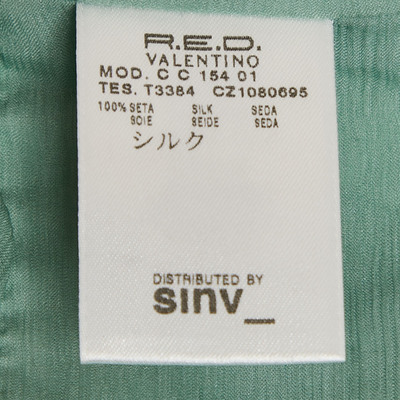 R.E.D.
VALENTINO
MOD. C C 154 01
TES. T3384 CZ1080695
100% SETA SILK SEDA
SOIE SEIDE SEDA
シルク
DISTRIBUTED BY
sinv_